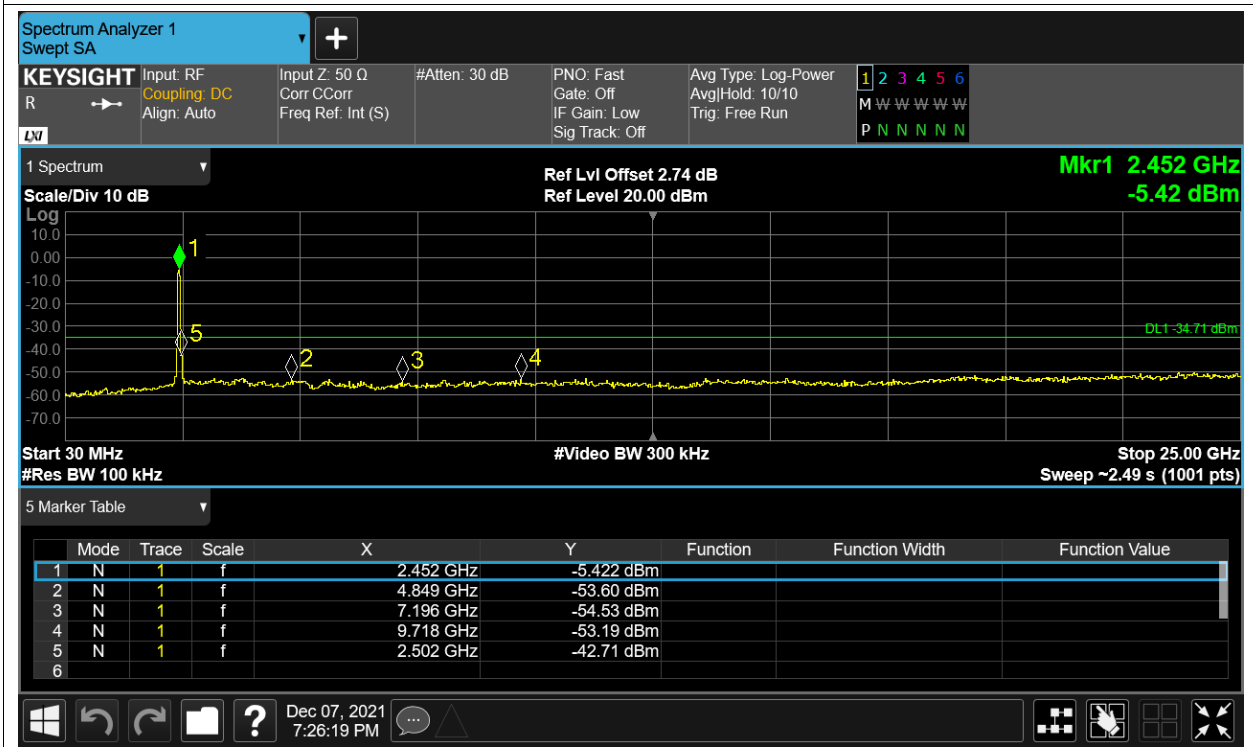 Spectrum Analyzer 1
Swept SA
KEYSIGHT Input: RF Input Z: 50 Ω #Atten: 30 dB PNO: Fast Avg Type: Log-Power 1 2 3 4 5 6
R Coupling: DC Corr CCorr Gate: Off Avg|Hold: 10/10 M W W W W W
Align: Auto Freq Ref: Int (S) IF Gain: Low Trig: Free Run
LXI Sig Track: Off P N N N N N
1 Spectrum Ref Lvl Offset 2.74 dB Mkr1 2.452 GHz
Scale/Div 10 dB Ref Level 20.00 dBm -5.42 dBm
Log
10.0
1
0.00
-10.0
-20.0
-30.0 5 DL1 -34.71 dBm
-40.0
2 3 4
-50.0
-60.0
-70.0
Start 30 MHz #Video BW 300 kHz Stop 25.00 GHz
#Res BW 100 kHz Sweep ~2.49 s (1001 pts)
5 Marker Table
Mode Trace Scale X Y Function Function Width Function Value
1 N 1 f 2.452 GHz -5.422 dBm
2 N 1 f 4.849 GHz -53.60 dBm
3 N 1 f 7.196 GHz -54.53 dBm
4 N 1 f 9.718 GHz -53.19 dBm
5 N 1 f 2.502 GHz -42.71 dBm
6
? Dec 07, 2021
7:26:19 PM